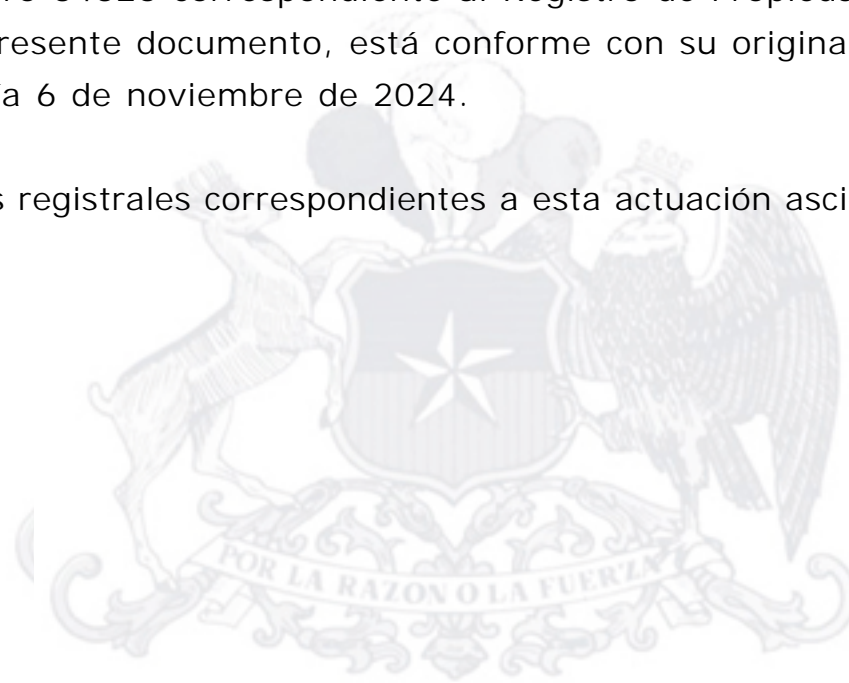 resente documento, está conforme con su origina
a 6 de noviembre de 2024.
s registrales correspondientes a esta actuación asci
POR LA RAZON O LA FUERZA